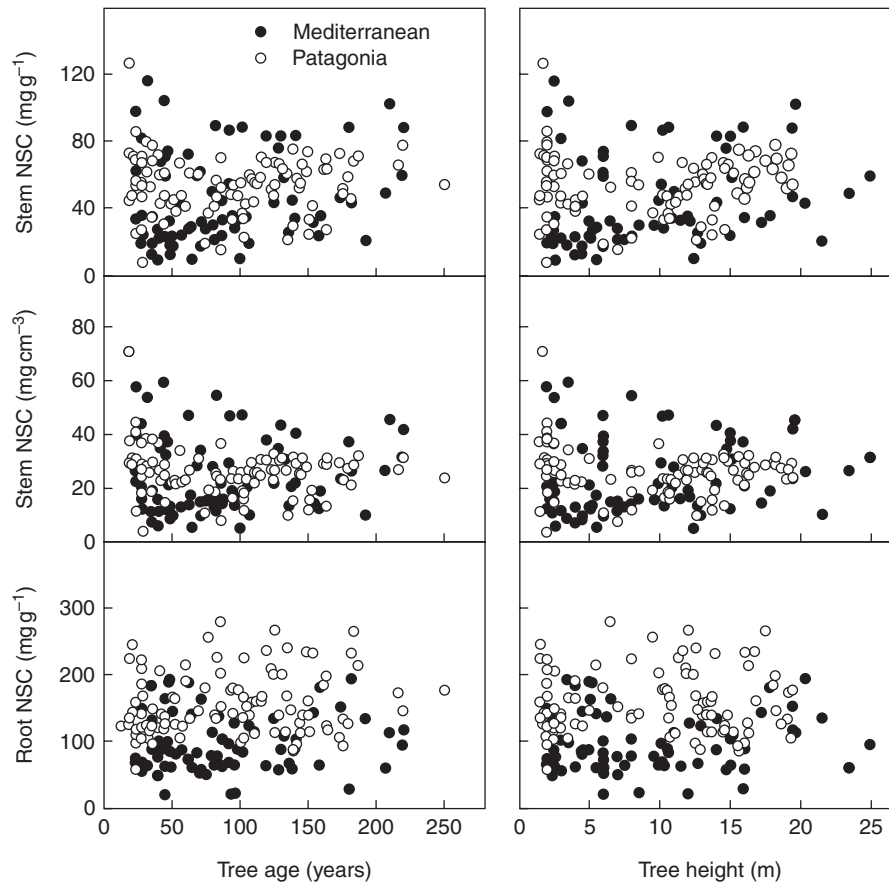 Mediterranean
Patagonia
Stem NSC (mg g−1)
120
80
40
0
Stem NSC (mg cm−3)
80
60
40
20
0
Root NSC (mg g−1)
300
200
100
0
0 50 100 150 200 250
0 5 10 15 20 25
Tree age (years)
Tree height (m)